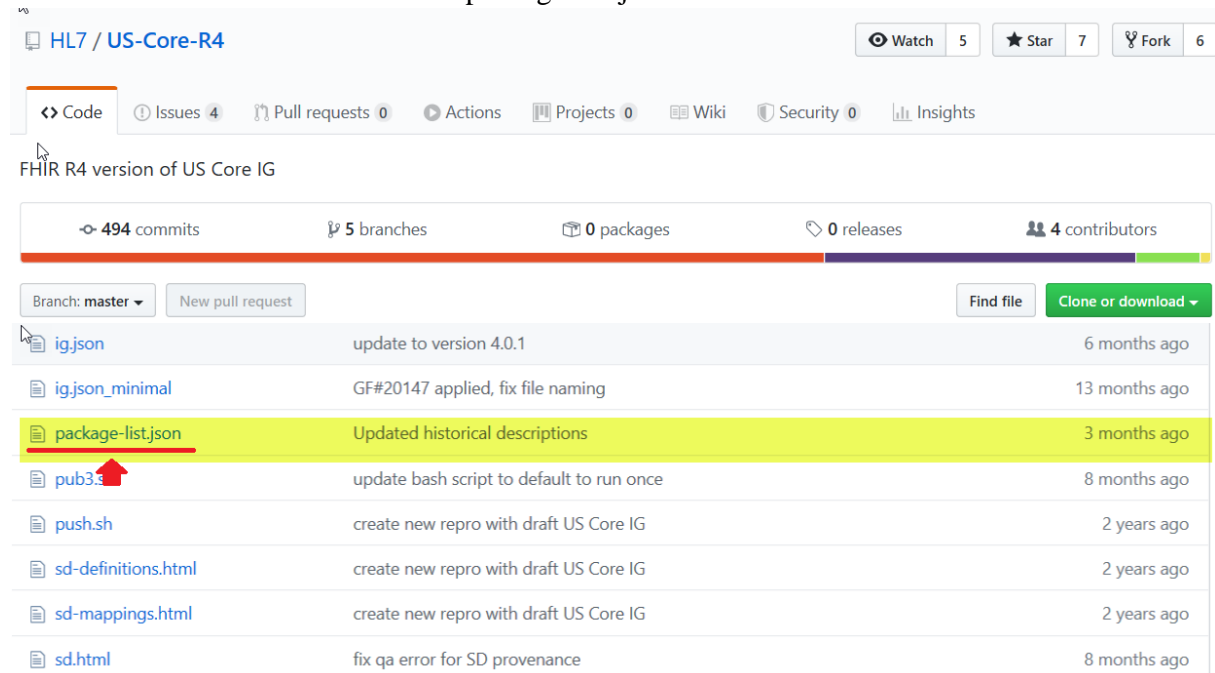 HL7 / US-Core-R4 Watch 5 Star 7 Fork 6
Code Issues 4 Pull requests 0 Actions Projects 0 Wiki Security 0 Insights
FHIR R4 version of US Core IG
494 commits 5 branches 0 packages 0 releases 4 contributors
Branch: master New pull request Find file Clone or download
ig.json update to version 4.0.1 6 months ago
ig.json_minimal GF#20147 applied, fix file naming 13 months ago
package-list.json Updated historical descriptions 3 months ago
pub3.s update bash script to default to run once 8 months ago
push.sh create new repro with draft US Core IG 2 years ago
sd-definitions.html create new repro with draft US Core IG 2 years ago
sd-mappings.html create new repro with draft US Core IG 2 years ago
sd.html fix qa error for SD provenance 8 months ago